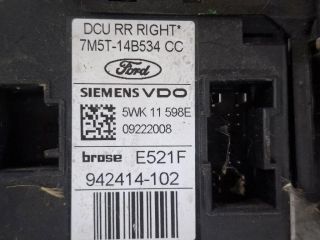 DCU RR RIGHT*
7M5T-14B534 CC
Ford
SIEMENS VDO
5WK 11 598E
09222008
brose E521F
942414-102